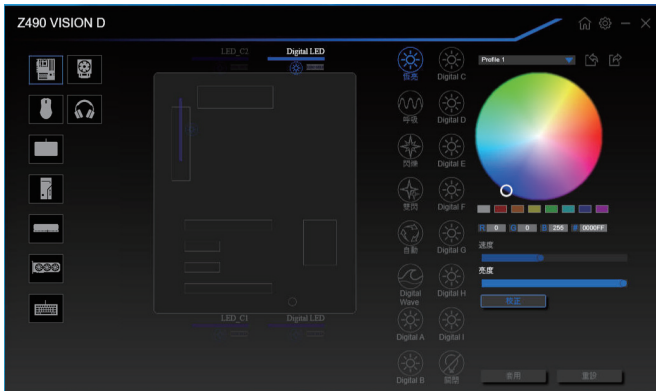 Z490 VISION D
LED_C2
Digital LED
LED_C1
Digital LED
恆亮
Digital C
呼吸
Digital D
閃爍
Digital E
雙閃
Digital F
自動
Digital G
Digital Wave
Digital H
Digital A
Digital I
Digital B
關閉
Profile 1
R 0 G 0 B 255 # 0000FF
速度
亮度
校正
套用
重設